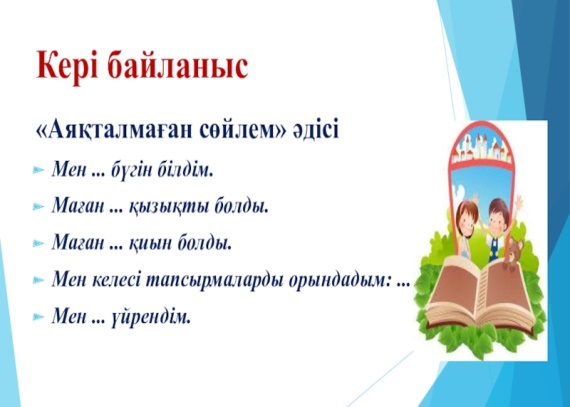 Кері байланыс
«Аяқталмаған сөйлем» әдісі
Мен ... бүгін білдім.
Маған ... қызықты болды.
Маған ... қиын болды.
Мен келесі тапсырмаларды орындадым: ...
Мен ... үйрендім.